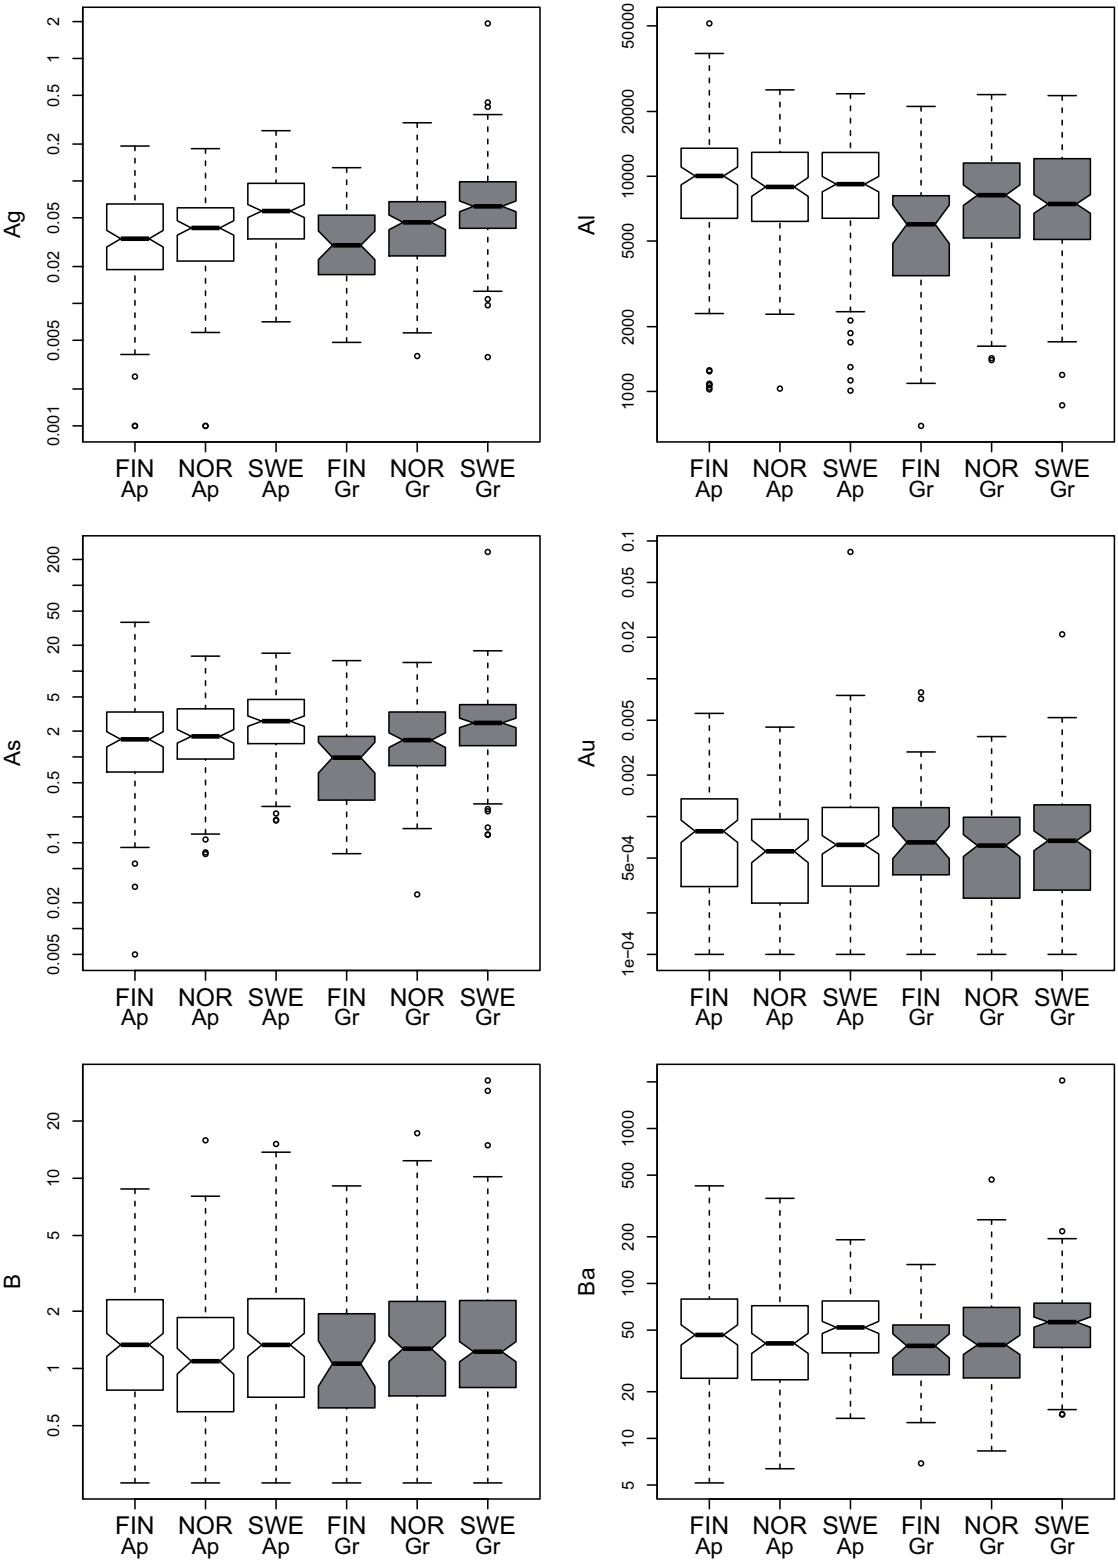 Ag
2
1
0.5
0.2
0.05
0.02
0.005
0.001
FIN NOR SWE FIN NOR SWE
Ap Ap Ap Gr Gr Gr
Al
50000
20000
10000
5000
2000
1000
FIN NOR SWE FIN NOR SWE
Ap Ap Ap Gr Gr Gr
As
200
50
20
5
2
0.5
0.1
0.02
0.005
FIN NOR SWE FIN NOR SWE
Ap Ap Ap Gr Gr Gr
Au
0.1
0.05
0.02
0.005
0.002
5e−04
1e−04
FIN NOR SWE FIN NOR SWE
Ap Ap Ap Gr Gr Gr
B
20
10
5
2
1
0.5
FIN NOR SWE FIN NOR SWE
Ap Ap Ap Gr Gr Gr
Ba
1000
500
200
100
50
20
10
5
FIN NOR SWE FIN NOR SWE
Ap Ap Ap Gr Gr Gr